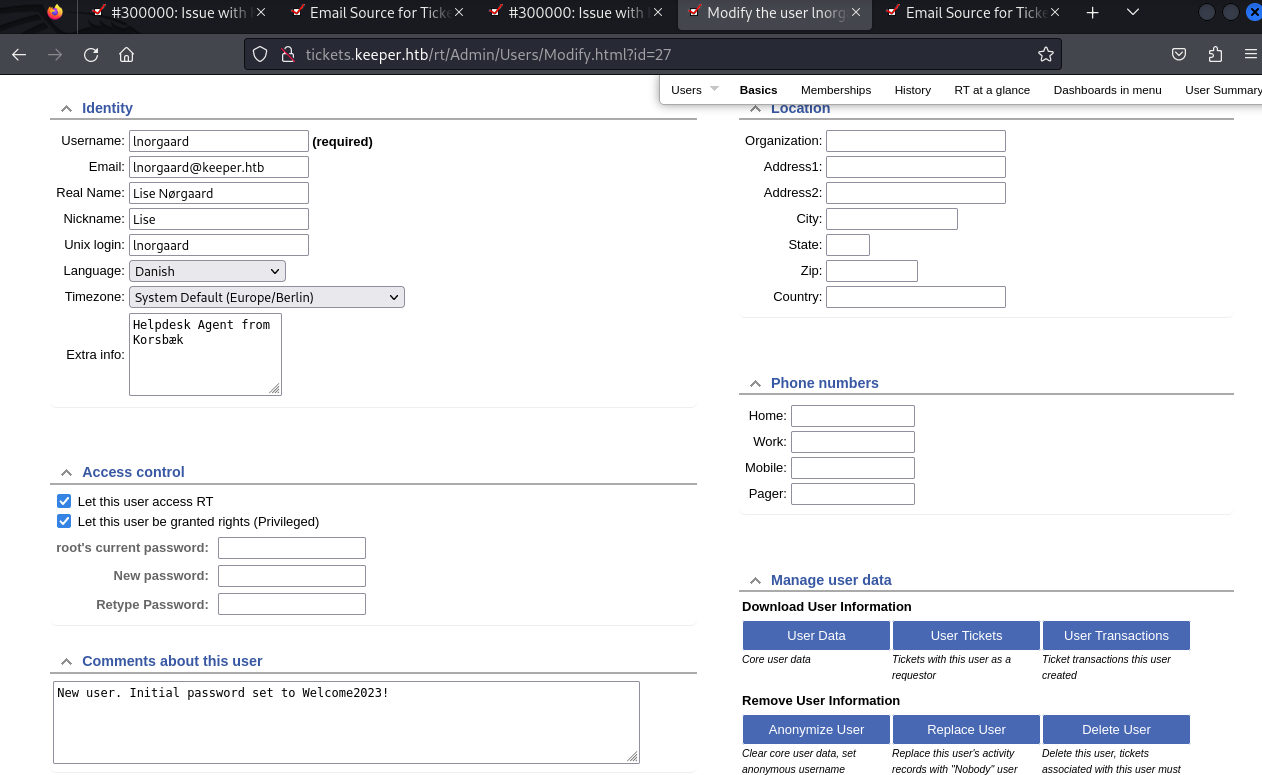 #300000: Issue with
Email Source for Ticke
#300000: Issue with
Modify the user lnorg
Email Source for Ticke
tickets.keeper.htb/rt/Admin/Users/Modify.html?id=27
Users
Basics
Memberships
History
RT at a glance
Dashboards in menu
User Summary
Identity
Username: lnorgaard (required)
Email: lnorgaard@keeper.htb
Real Name: Lise Nørgaard
Nickname: Lise
Unix login: lnorgaard
Language: Danish
Timezone: System Default (Europe/Berlin)
Extra info: Helpdesk Agent from
Korsbæk
Access control
Let this user access RT
Let this user be granted rights (Privileged)
root's current password:
New password:
Retype Password:
Comments about this user
New user. Initial password set to Welcome2023!
Location
Organization:
Address1:
Address2:
City:
State:
Zip:
Country:
Phone numbers
Home:
Work:
Mobile:
Pager:
Manage user data
Download User Information
User Data
User Tickets
User Transactions
Core user data
Tickets with this user as a
requestor
Ticket transactions this user
created
Remove User Information
Anonymize User
Replace User
Delete User
Clear core user data, set
anonymous username
Replace this user's activity
records with "Nobody" user
Delete this user, tickets
associated with this user must